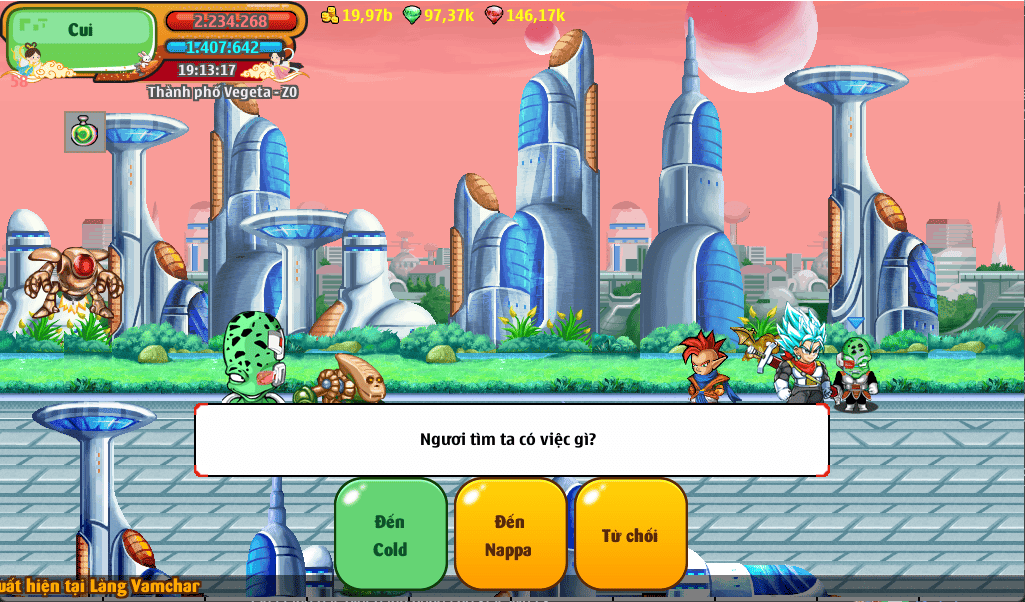 Cui
2.234.268
19,97b
97,37k
146,17k
1.407.642
19:13:17
58
Thành phố Vegeta - Z0
Ngươi tìm ta có việc gì?
Đến
Cold
Đến
Nappa
Từ chối
uất hiện tại Làng Vamchar